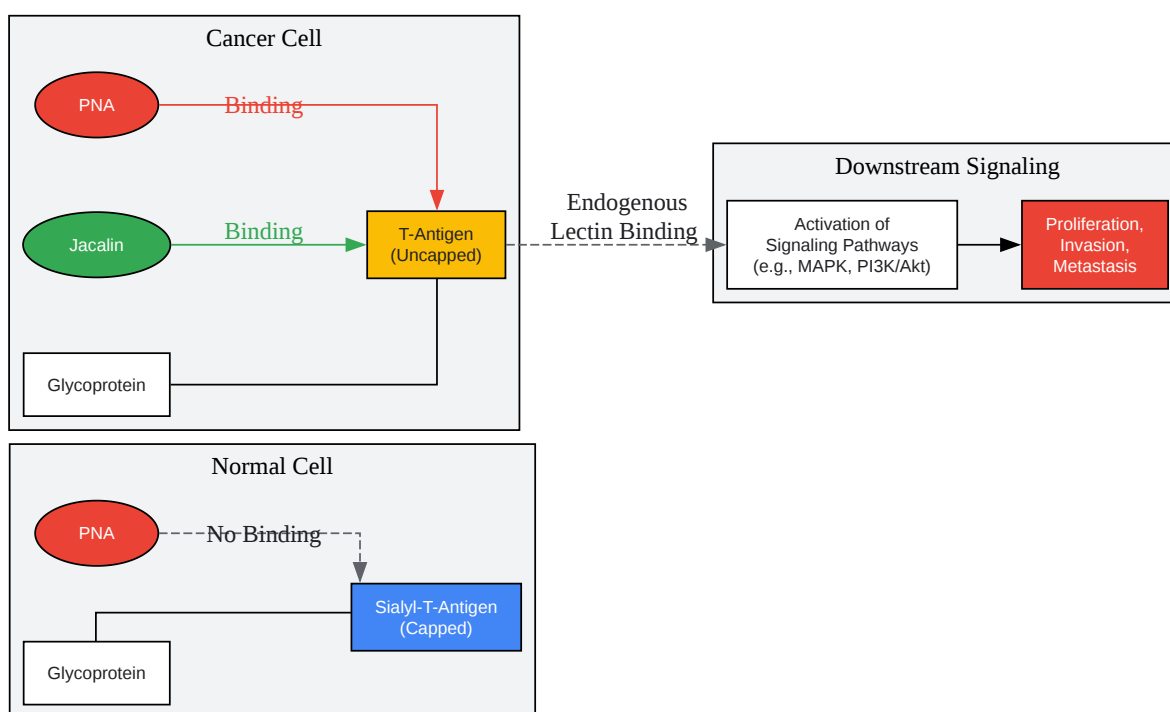 Cancer Cell
PNA
Binding
Jacalin
Binding
T-Antigen
(Uncapped)
Glycoprotein
Endogenous
Lectin Binding
Downstream Signaling
Activation of
Signaling Pathways
(e.g., MAPK, PI3K/Akt)
Proliferation,
Invasion,
Metastasis
Normal Cell
PNA
No Binding
Sialyl-T-Antigen
(Capped)
Glycoprotein